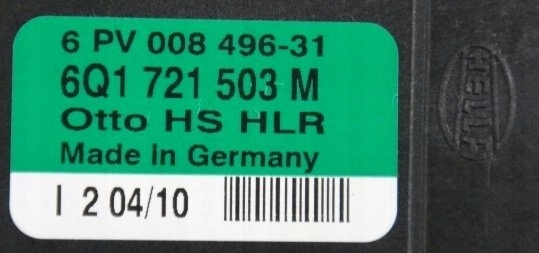 6 PV 008 496-31
6Q1 721 503 M
Otto HS HLR
Made in Germany
I 2 04/10
HELLA